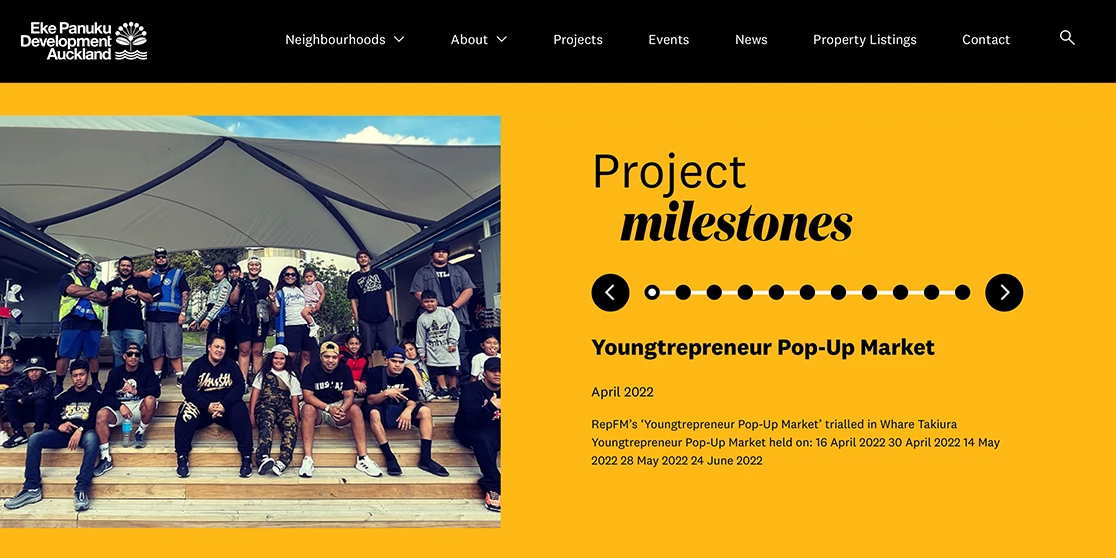 Eke Panuku
Development
Auckland
Neighbourhoods
About
Projects
Events
News
Property Listings
Contact
Project
milestones
Youngtrepreneur Pop-Up Market
April 2022
RepFM's ‘Youngtrepreneur Pop-Up Market’ trialled in Whare Takiura
Youngtrepreneur Pop-Up Market held on: 16 April 2022 30 April 2022 14 May
2022 28 May 2022 24 June 2022